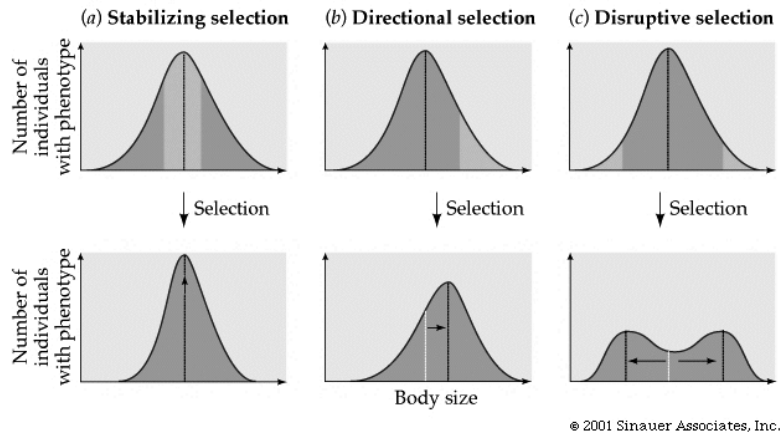 (a) Stabilizing selection
(b) Directional selection
(c) Disruptive selection
Number of
individuals
with phenotype
Selection
Selection
Selection
Number of
individuals
with phenotype
Body size
© 2001 Sinauer Associates, Inc.